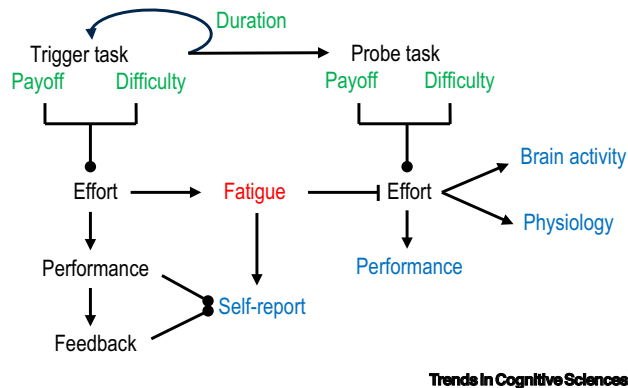 Duration
Trigger task
Probe task
Payoff Difficulty
Payoff Difficulty
Brain activity
Effort
Fatigue
Effort
Physiology
Performance
Performance
Self-report
Feedback
Trends in Cognitive Sciences